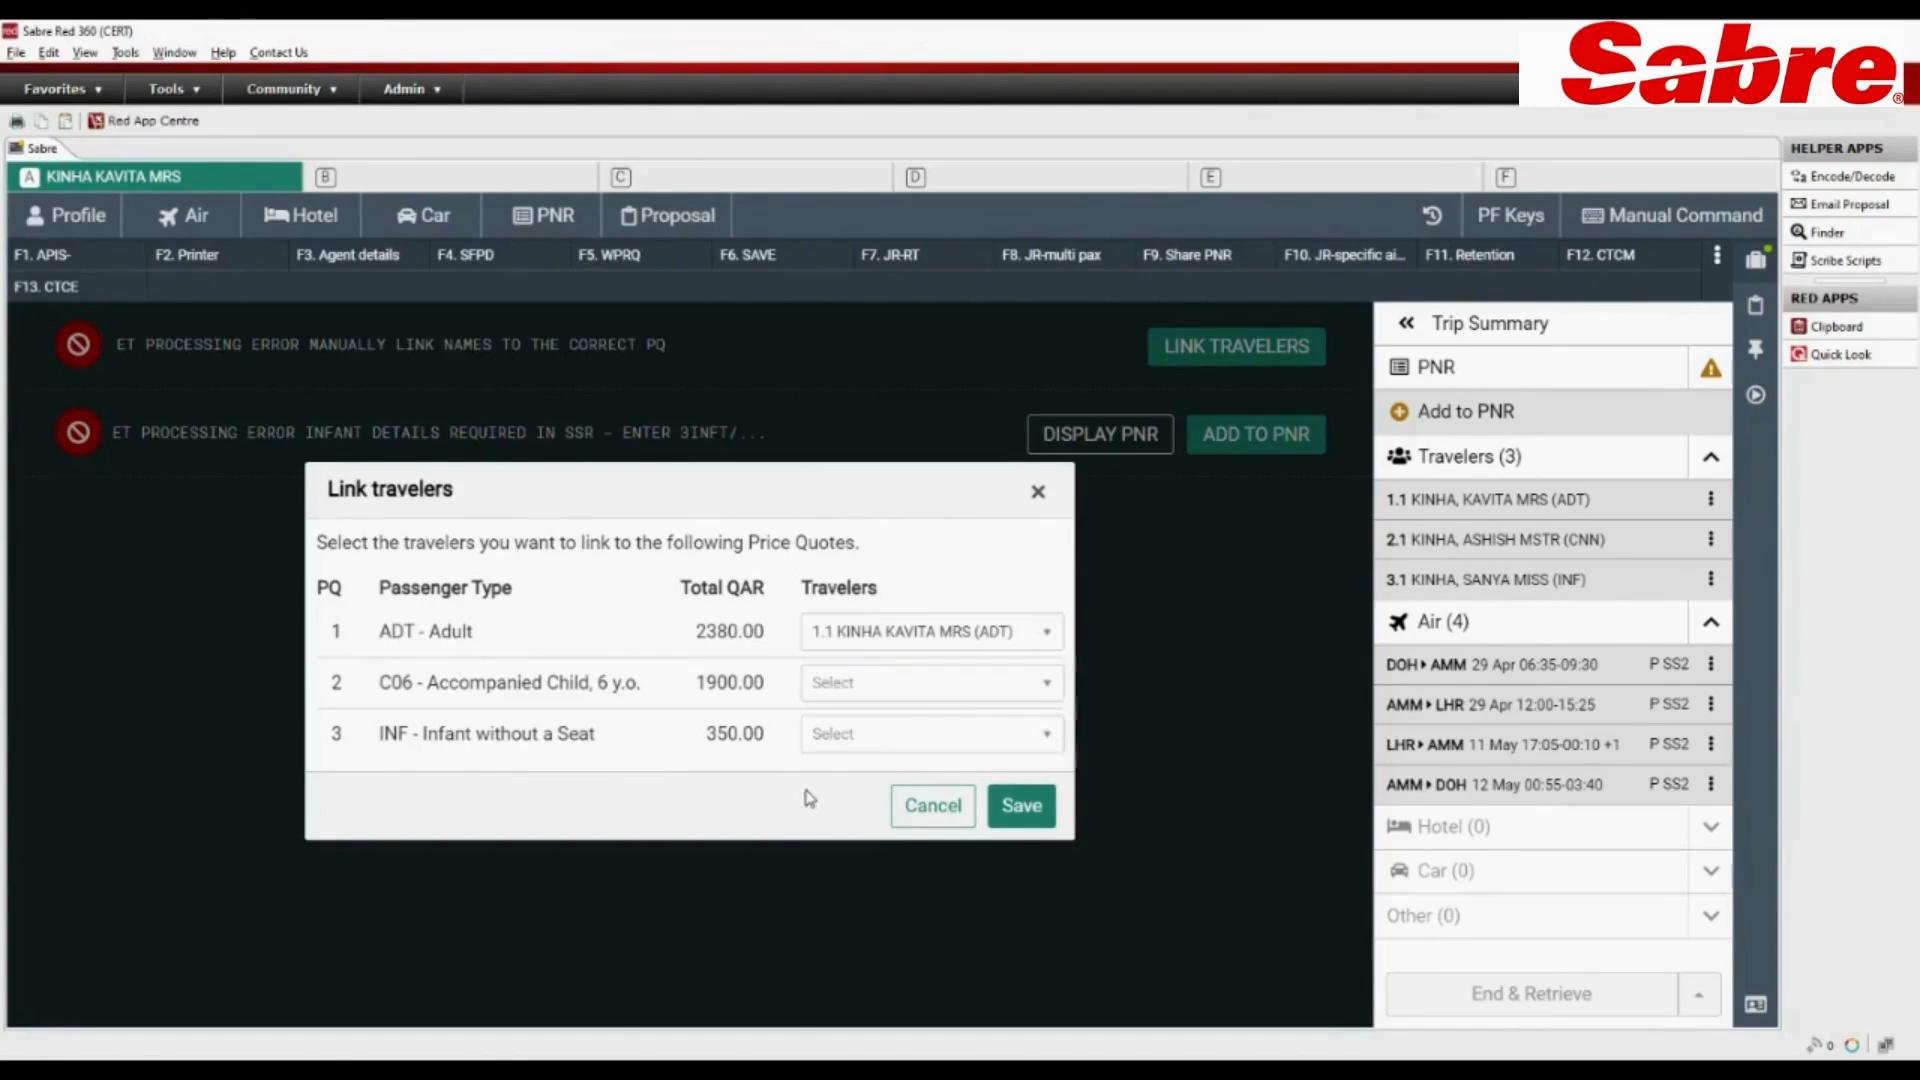 Sabre Red 360 (CERT)
File Edit View Tools Window Help Contact Us
Sabre®
Favorites Tools Community Admin
Red App Centre
Sabre
A KINHA KAVITA MRS B C D E F
Profile Air Hotel Car PNR Proposal PF Keys Manual Command
F1. APIS- F2. Printer F3. Agent details F4. SFPD F5. WPRQ F6. SAVE F7. JR-RT F8. JR-multi pax F9. Share PNR F10. JR-specific ai... F11. Retention F12. CTCM
F13. CTCE
ET PROCESSING ERROR MANUALLY LINK NAMES TO THE CORRECT PQ
LINK TRAVELERS
ET PROCESSING ERROR INFANT DETAILS REQUIRED IN SSR - ENTER 3INFT/...
DISPLAY PNR ADD TO PNR
Link travelers
Select the travelers you want to link to the following Price Quotes.
PQ Passenger Type Total QAR Travelers
1 ADT - Adult 2380.00 1.1 KINHA KAVITA MRS (ADT)
2 C06 - Accompanied Child, 6 y.o. 1900.00 Select
3 INF - Infant without a Seat 350.00 Select
Cancel Save
Trip Summary
PNR
Add to PNR
Travelers (3)
1.1 KINHA, KAVITA MRS (ADT)
2.1 KINHA, ASHISH MSTR (CNN)
3.1 KINHA, SANYA MISS (INF)
Air (4)
DOH AMM 29 Apr 06:35-09:30 P SS2
AMM LHR 29 Apr 12:00-15:25 P SS2
LHR AMM 11 May 17:05-00:10 +1 P SS2
AMM DOH 12 May 00:55-03:40 P SS2
Hotel (0)
Car (0)
Other (0)
End & Retrieve
HELPER APPS
Encode/Decode
Email Proposal
Finder
Scribe Scripts
RED APPS
Clipboard
Quick Look
0